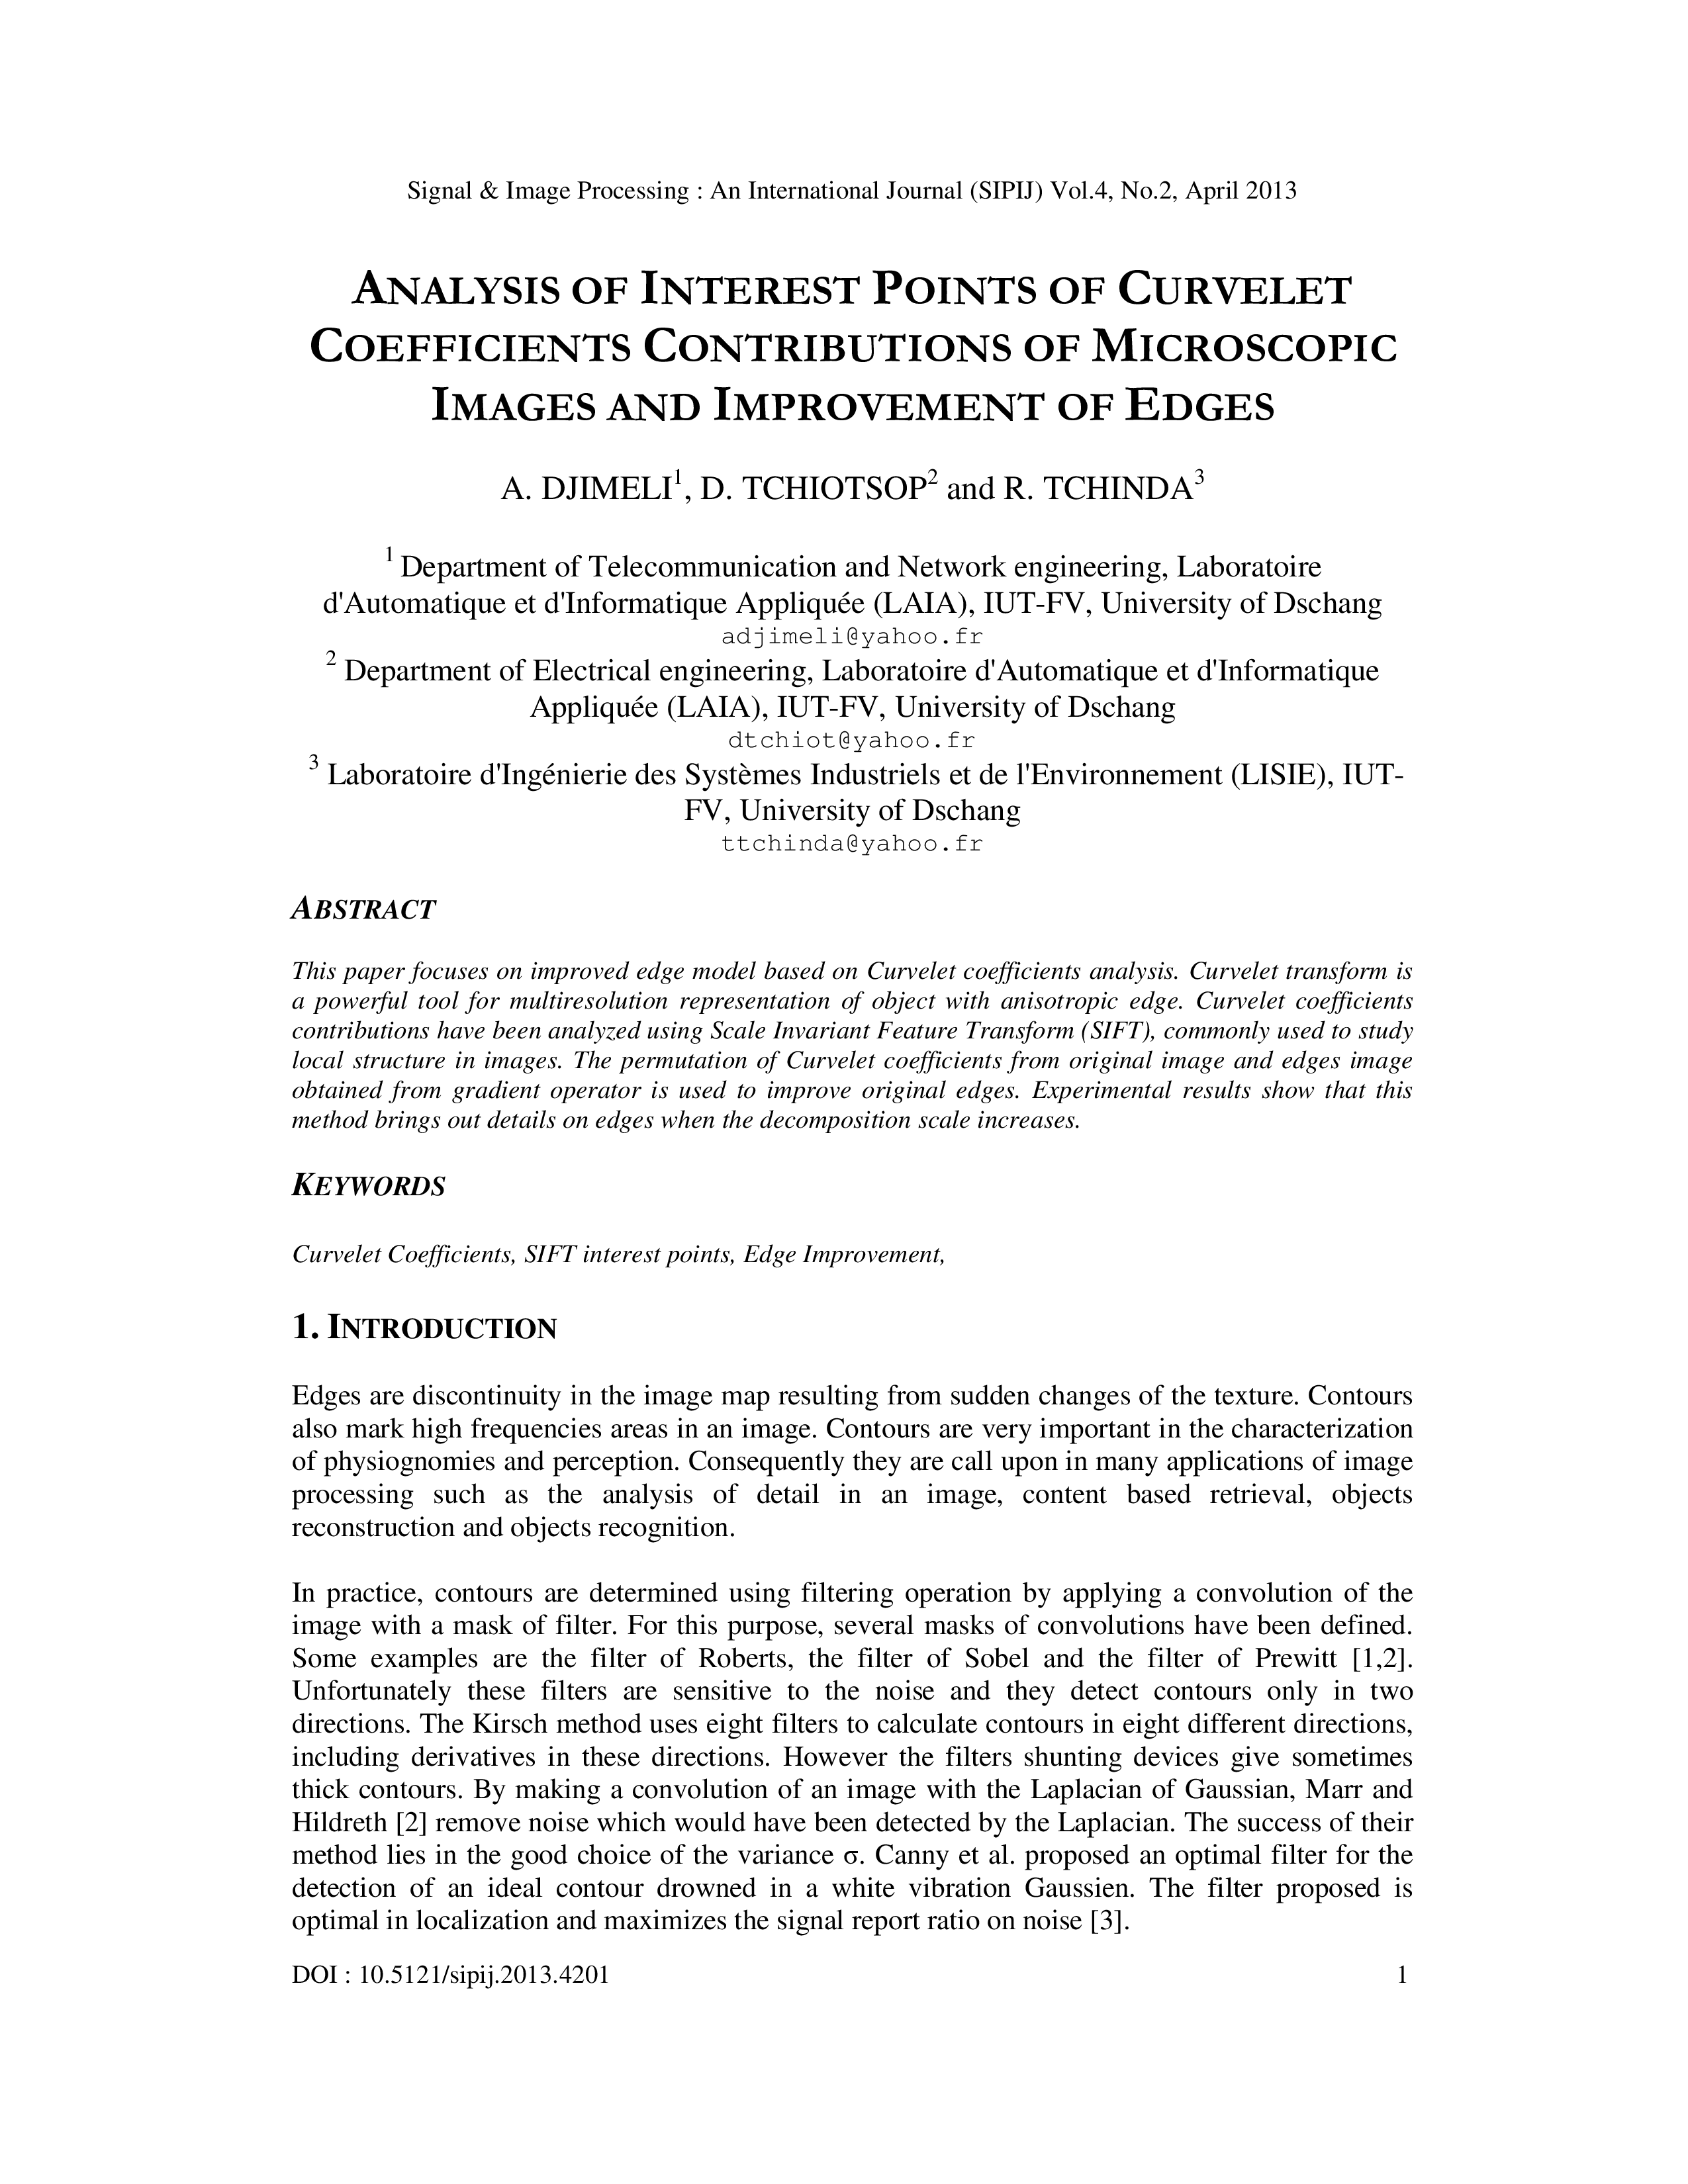 Signal & Image Processing : An International Journal (SIPIJ) Vol.4, No.2, April 2013
ANALYSIS OF INTEREST POINTS OF CURVELET
COEFFICIENTS CONTRIBUTIONS OF MICROSCOPIC
IMAGES AND IMPROVEMENT OF EDGES
A. DJIMELI1, D. TCHIOTSOP2 and R. TCHINDA3
1 Department of Telecommunication and Network engineering, Laboratoire
d'Automatique et d'Informatique Appliquée (LAIA), IUT-FV, University of Dschang
adjimeli@yahoo.fr
2 Department of Electrical engineering, Laboratoire d'Automatique et d'Informatique
Appliquée (LAIA), IUT-FV, University of Dschang
dtchiot@yahoo.fr
3 Laboratoire d'Ingénierie des Systèmes Industriels et de l'Environnement (LISIE), IUT-
FV, University of Dschang
ttchinda@yahoo.fr
ABSTRACT
This paper focuses on improved edge model based on Curvelet coefficients analysis. Curvelet transform is
a powerful tool for multiresolution representation of object with anisotropic edge. Curvelet coefficients
contributions have been analyzed using Scale Invariant Feature Transform (SIFT), commonly used to study
local structure in images. The permutation of Curvelet coefficients from original image and edges image
obtained from gradient operator is used to improve original edges. Experimental results show that this
method brings out details on edges when the decomposition scale increases.
KEYWORDS
Curvelet Coefficients, SIFT interest points, Edge Improvement,
1. INTRODUCTION
Edges are discontinuity in the image map resulting from sudden changes of the texture. Contours
also mark high frequencies areas in an image. Contours are very important in the characterization
of physiognomies and perception. Consequently they are call upon in many applications of image
processing such as the analysis of detail in an image, content based retrieval, objects
reconstruction and objects recognition.
In practice, contours are determined using filtering operation by applying a convolution of the
image with a mask of filter. For this purpose, several masks of convolutions have been defined.
Some examples are the filter of Roberts, the filter of Sobel and the filter of Prewitt [1,2].
Unfortunately these filters are sensitive to the noise and they detect contours only in two
directions. The Kirsch method uses eight filters to calculate contours in eight different directions,
including derivatives in these directions. However the filters shunting devices give sometimes
thick contours. By making a convolution of an image with the Laplacian of Gaussian, Marr and
Hildreth [2] remove noise which would have been detected by the Laplacian. The success of their
method lies in the good choice of the variance σ. Canny et al. proposed an optimal filter for the
detection of an ideal contour drowned in a white vibration Gaussien. The filter proposed is
optimal in localization and maximizes the signal report ratio on noise [3].
DOI : 10.5121/sipij.2013.4201 1